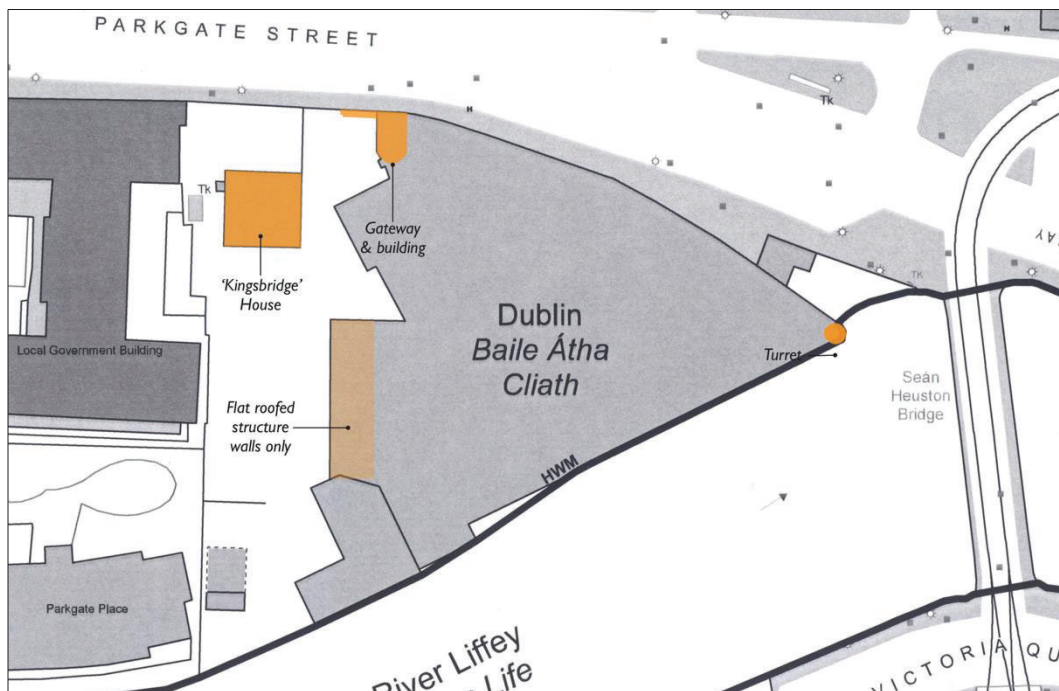 PARKGATE STREET
H
H
Tk
Tk
Gateway
& building
'Kingsbridge'
House
TK
Dublin
Baile Átha
Cliath
Local Government Building
Turret
Seán
Heuston
Bridge
Flat roofed
structure
walls only
HWM
Parkgate Place
River Liffey
Life
VICTORIA QU